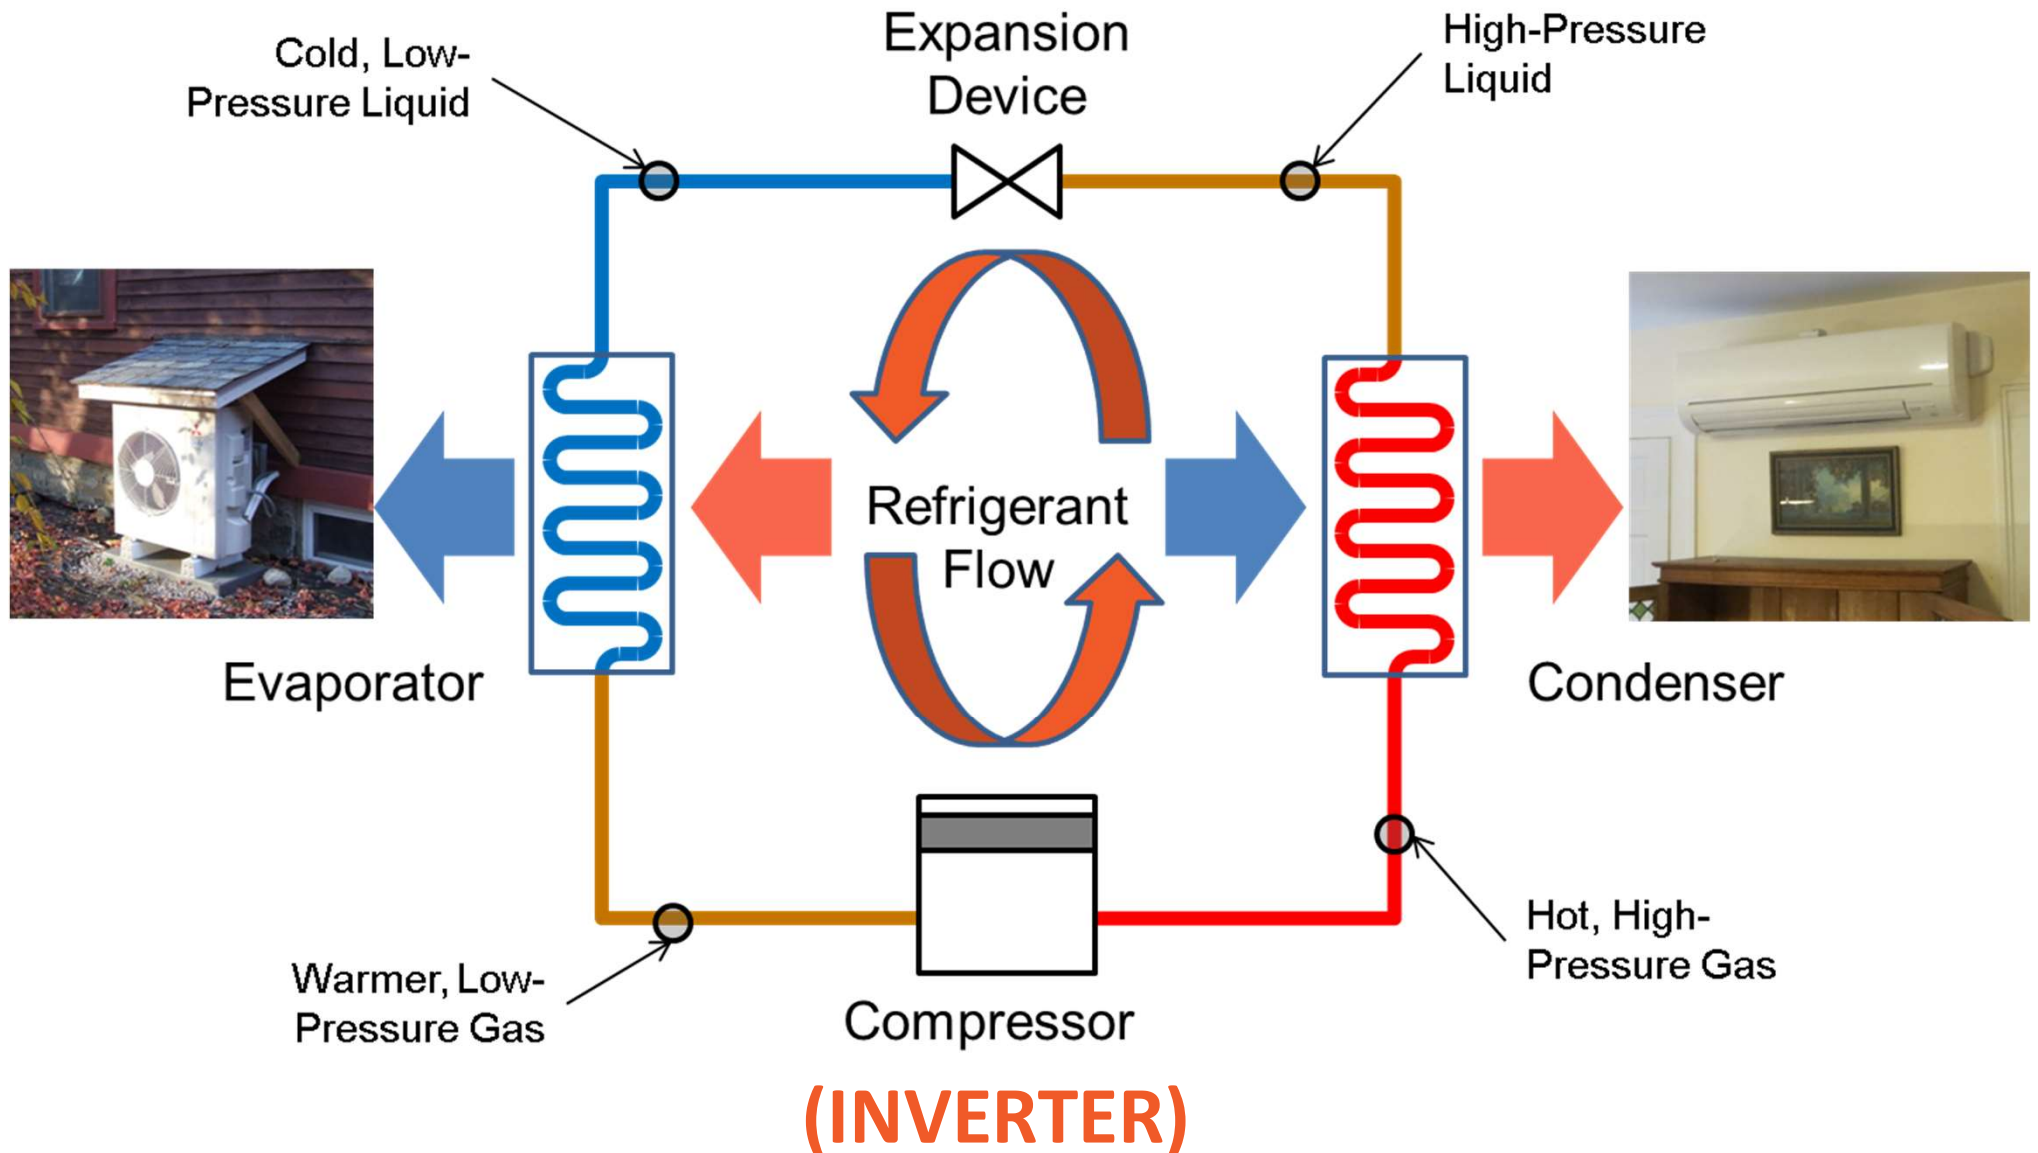 Expansion
Device
Cold, Low-
Pressure Liquid
High-Pressure
Liquid
Refrigerant
Flow
Evaporator
Condenser
Warmer, Low-
Pressure Gas
Hot, High-
Pressure Gas
Compressor
(INVERTER)